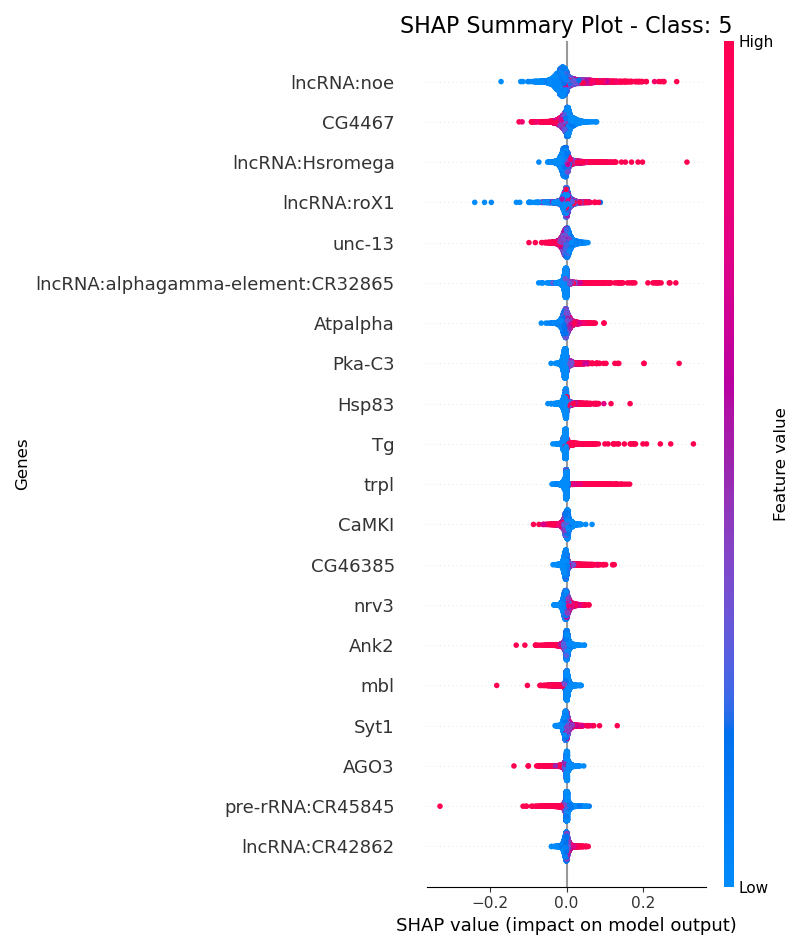 SHAP Summary Plot - Class: 5
High
lncRNA:noe
CG4467
lncRNA:Hsromega
lncRNA:roX1
unc-13
lncRNA:alphagamma-element:CR32865
Atpalpha
Pka-C3
Hsp83
Tg
trpl
CaMKI
CG46385
nrv3
Ank2
mbl
Syt1
AGO3
pre-rRNA:CR45845
lncRNA:CR42862
Genes
Feature value
Low
−0.2 0.0 0.2
SHAP value (impact on model output)